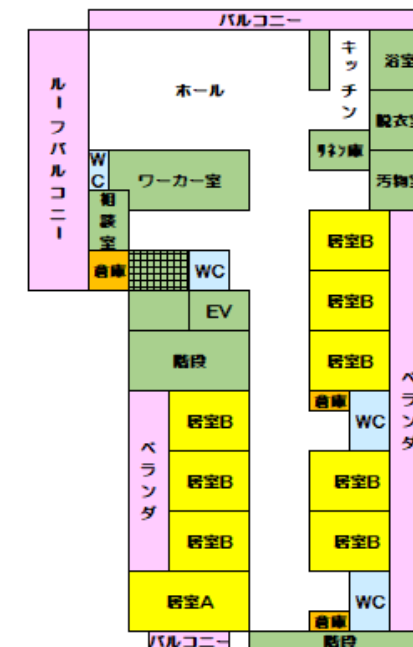 バルコニー
ルーフバルコニー
ホール
キッチン
浴室
脱衣室
リネン庫
汚物
WC
ワーカー室
相談室
倉庫
WC
EV
階段
居室B
居室B
居室B
ベランダ
倉庫
WC
ベランダ
居室B
居室B
居室B
居室B
居室B
居室A
WC
倉庫
バルコニー
階段